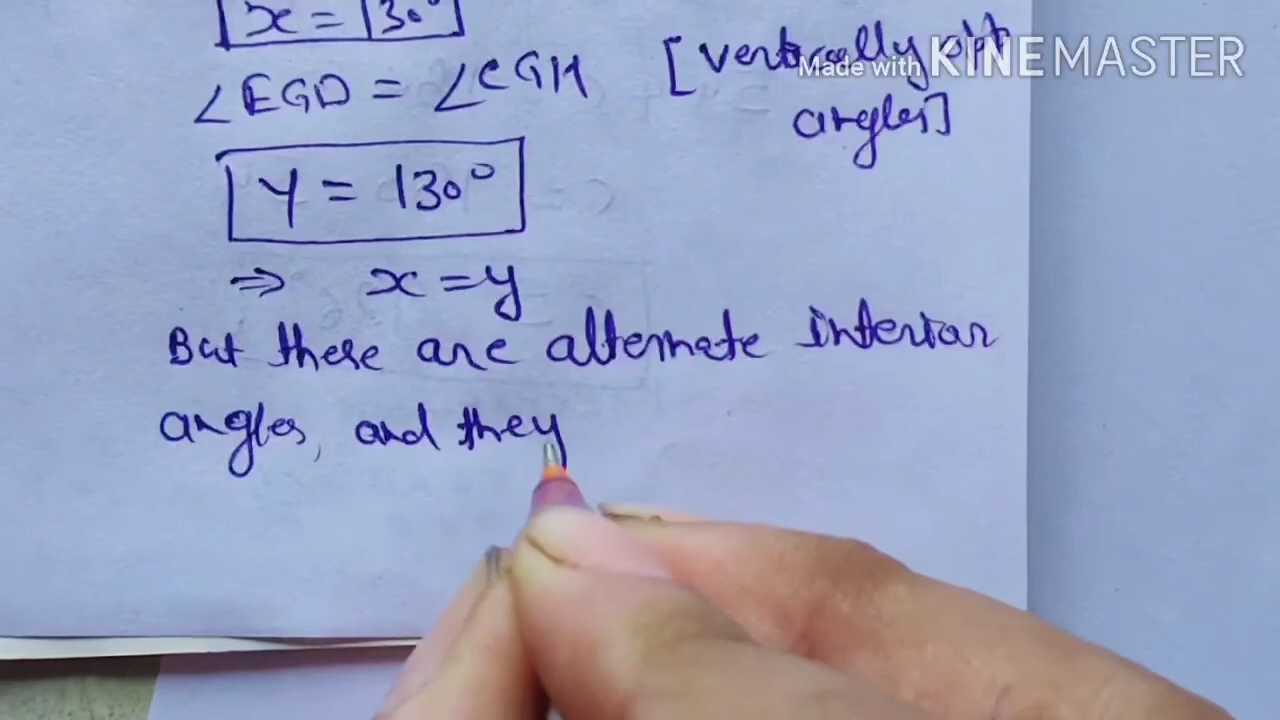 x = 130°
∠EGD = ∠CGH [vertically opp
angles]
Made with KINEMASTER
y = 130°
⇒ x = y
But these are alternate interior
angles, and they